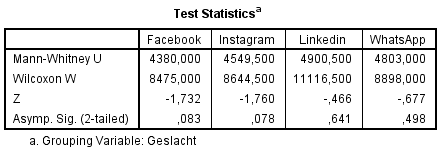 Test Statisticsa
Facebook Instagram Linkedin WhatsApp
Mann-Whitney U 4380,000 4549,500 4900,500 4803,000
Wilcoxon W 8475,000 8644,500 11116,500 8898,000
Z -1,732 -1,760 -,466 -,677
Asymp. Sig. (2-tailed) ,083 ,078 ,641 ,498
a. Grouping Variable: Geslacht